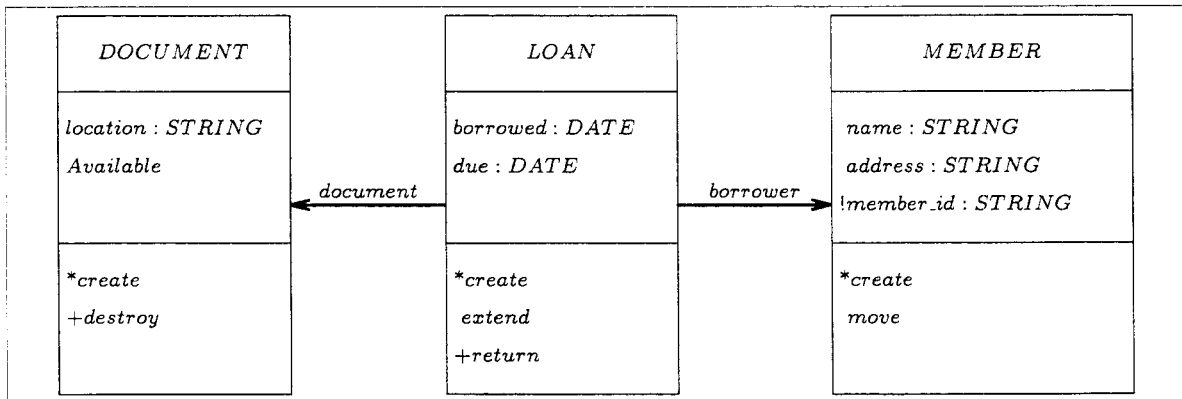 DOCUMENT
location : STRING
Available
*create
+destroy
document
LOAN
borrowed : DATE
due : DATE
*create
extend
+return
borrower
MEMBER
name : STRING
address : STRING
!member_id : STRING
*create
move